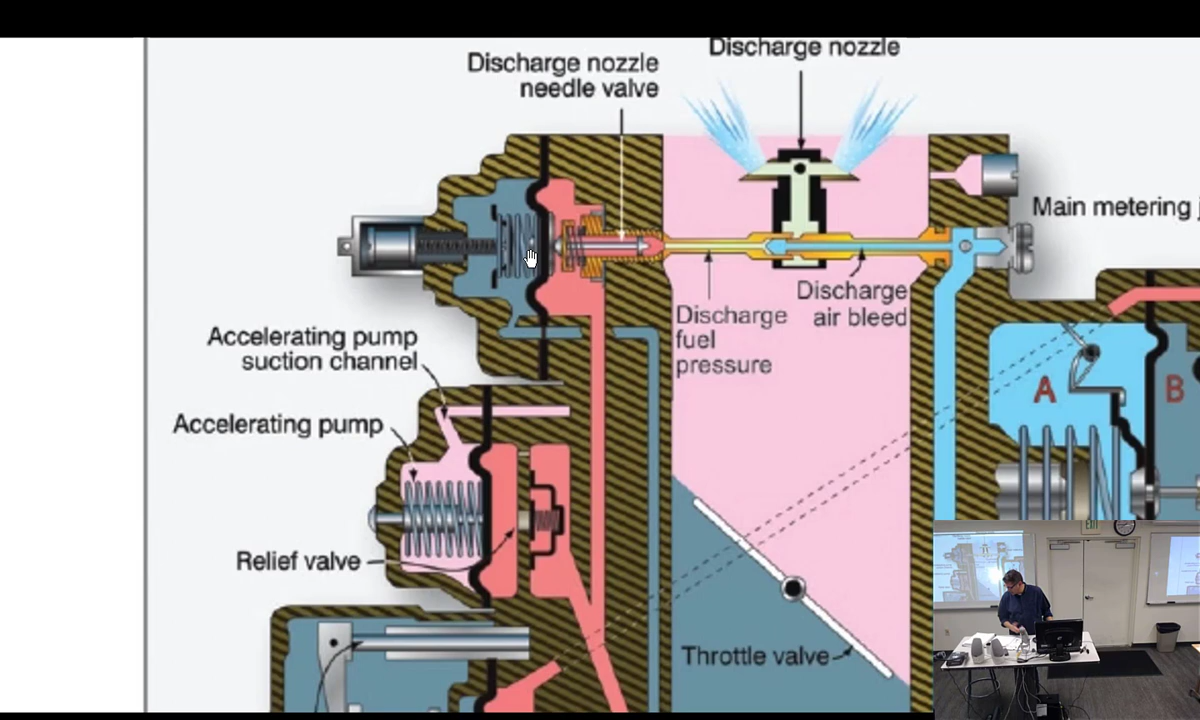 Discharge nozzle
needle valve
Discharge nozzle
Main metering j
Discharge
air bleed
Discharge
fuel
pressure
Accelerating pump
suction channel
Accelerating pump
A
B
Relief valve
Throttle valve